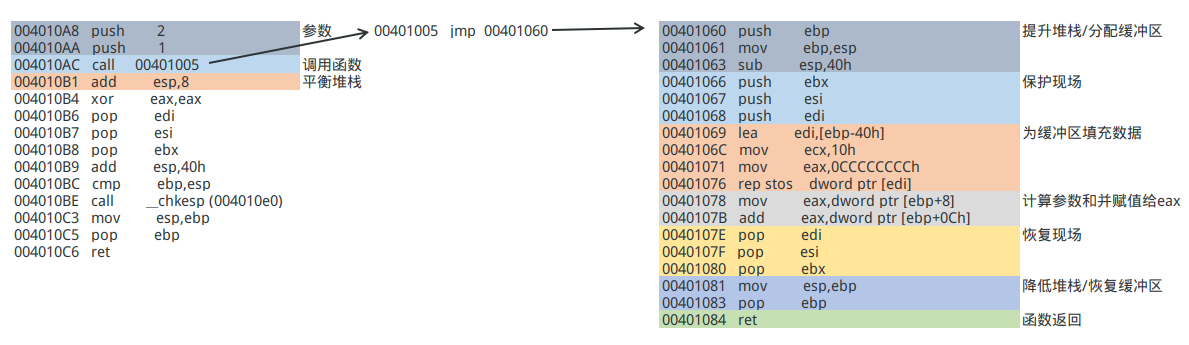 004010A8 push 2 参数
004010AA push 1
004010AC call 00401005 调用函数
004010B1 add esp,8 平衡堆栈
004010B4 xor eax,eax
004010B6 pop edi
004010B7 pop esi
004010B8 pop ebx
004010B9 add esp,40h
004010BC cmp ebp,esp
004010BE call __chkesp (004010e0)
004010C3 mov esp,ebp
004010C5 pop ebp
004010C6 ret
00401005 jmp 00401060
00401060 push ebp 提升堆栈/分配缓冲区
00401061 mov ebp,esp
00401063 sub esp,40h
00401066 push ebx 保护现场
00401067 push esi
00401068 push edi
00401069 lea edi,[ebp-40h] 为缓冲区填充数据
0040106C mov ecx,10h
00401071 mov eax,0CCCCCCCCh
00401076 rep stos dword ptr [edi]
00401078 mov eax,dword ptr [ebp+8] 计算参数和并赋值给eax
0040107B add eax,dword ptr [ebp+0Ch]
0040107E pop edi 恢复现场
0040107F pop esi
00401080 pop ebx
00401081 mov esp,ebp 降低堆栈/恢复缓冲区
00401083 pop ebp
00401084 ret 函数返回